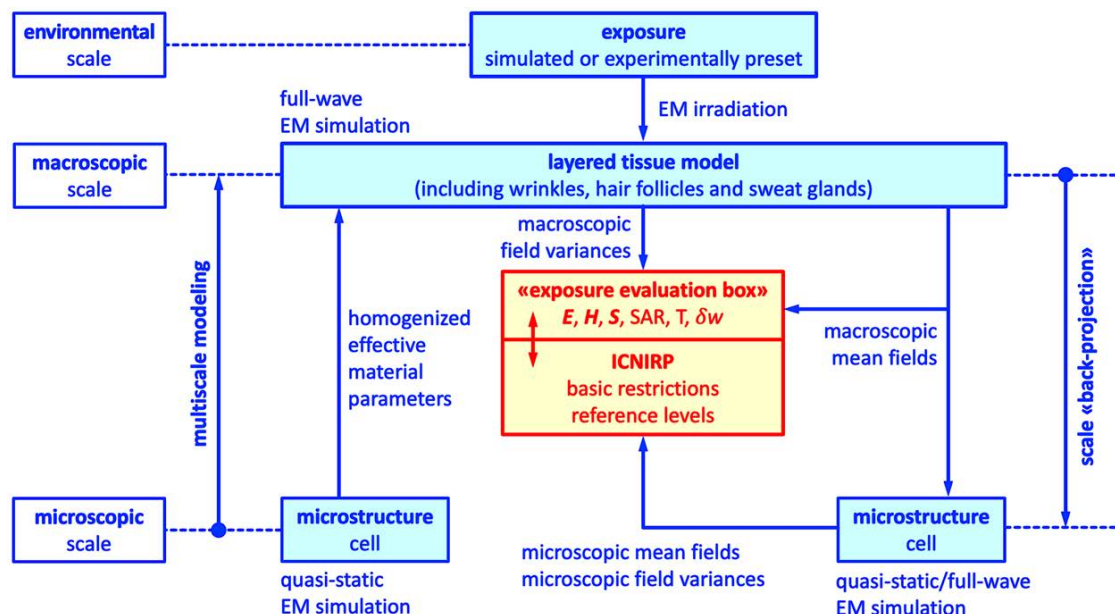 environmental
scale
exposure
simulated or experimentally preset
full-wave
EM simulation
EM irradiation
macroscopic
scale
layered tissue model
(including wrinkles, hair follicles and sweat glands)
macroscopic
field variances
multiscale modeling
homogenized
effective
material
parameters
«exposure evaluation box»
E, H, S, SAR, T, δw
ICNIRP
basic restrictions
reference levels
macroscopic
mean fields
scale «back-projection»
microscopic
scale
microstructure
cell
quasi-static
EM simulation
microscopic mean fields
microscopic field variances
microstructure
cell
quasi-static/full-wave
EM simulation